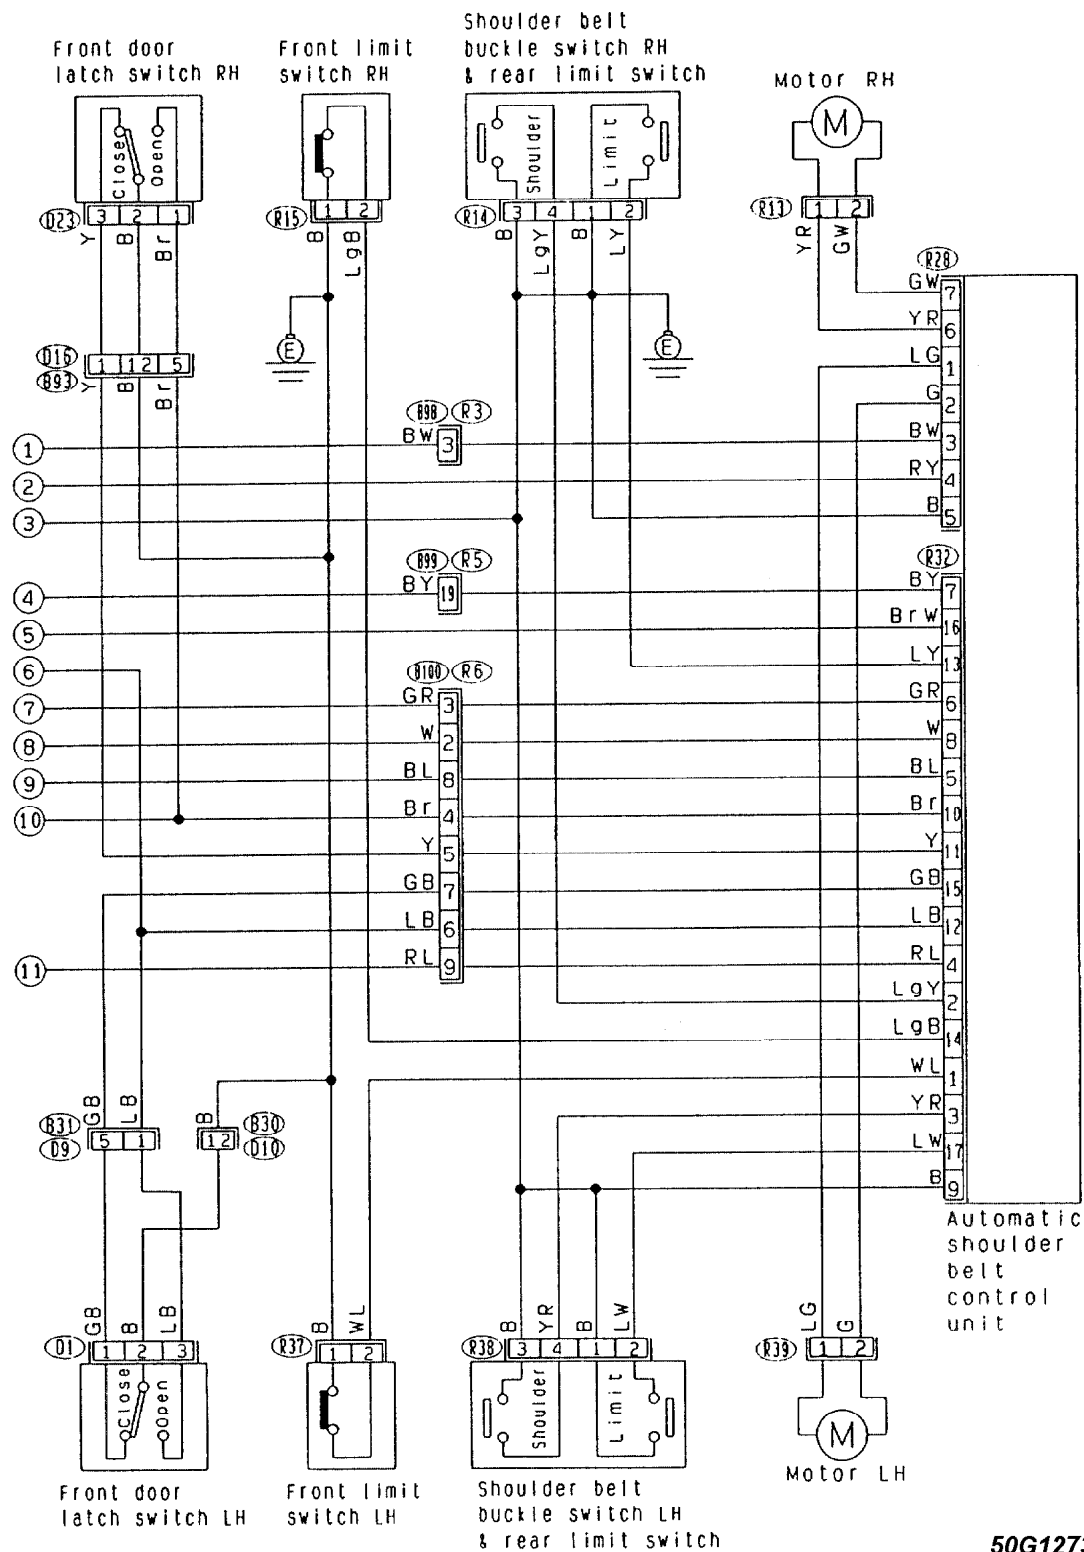 Shoulder belt
buckle switch RH
& rear limit switch
Front door
latch switch RH
Front limit
switch RH
Motor RH
M
Close
Open
Shoulder
Limit
D23
3 2 1
R15
1 2
R14
3 4 1 2
R13
1 2
Y
B
Br
B
LgB
B
LgY
B
LY
YR
GW
R28
GW 7
YR 6
LG 1
G 2
BW 3
RY 4
B 5
E
E
D16
B93
1 12 5
Y
B
Br
B98 R3
1
BW 3
2
3
B99 R5
4
BY 19
5
6
B100 R6
7
GR 3
8
W 2
9
BL 8
10
Br 4
Y 5
GB 7
LB 6
11
RL 9
R32
BY 7
BrW 16
LY 13
GR 6
W 8
BL 5
Br 10
Y 11
GB 15
LB 12
RL 4
LgY 2
LgB 14
WL 1
YR 3
LW 17
B 9
GB
LB
B
B31
D9
5 1
12
B30
D10
Automatic
shoulder
belt
control
unit
GB
B
LB
B
WL
B
YR
B
LW
LG
G
D1
1 2 3
R37
1 2
R38
3 4 1 2
R39
1 2
Close
Open
Shoulder
Limit
M
Motor LH
Front door
latch switch LH
Front limit
switch LH
Shoulder belt
buckle switch LH
& rear limit switch